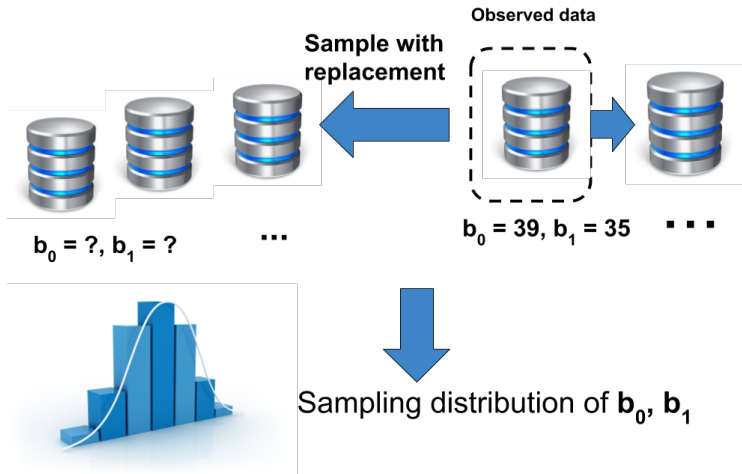 Observed data
Sample with
replacement
b₀ = ?, b₁ = ?
...
b₀ = 39, b₁ = 35
...
Sampling distribution of b₀, b₁